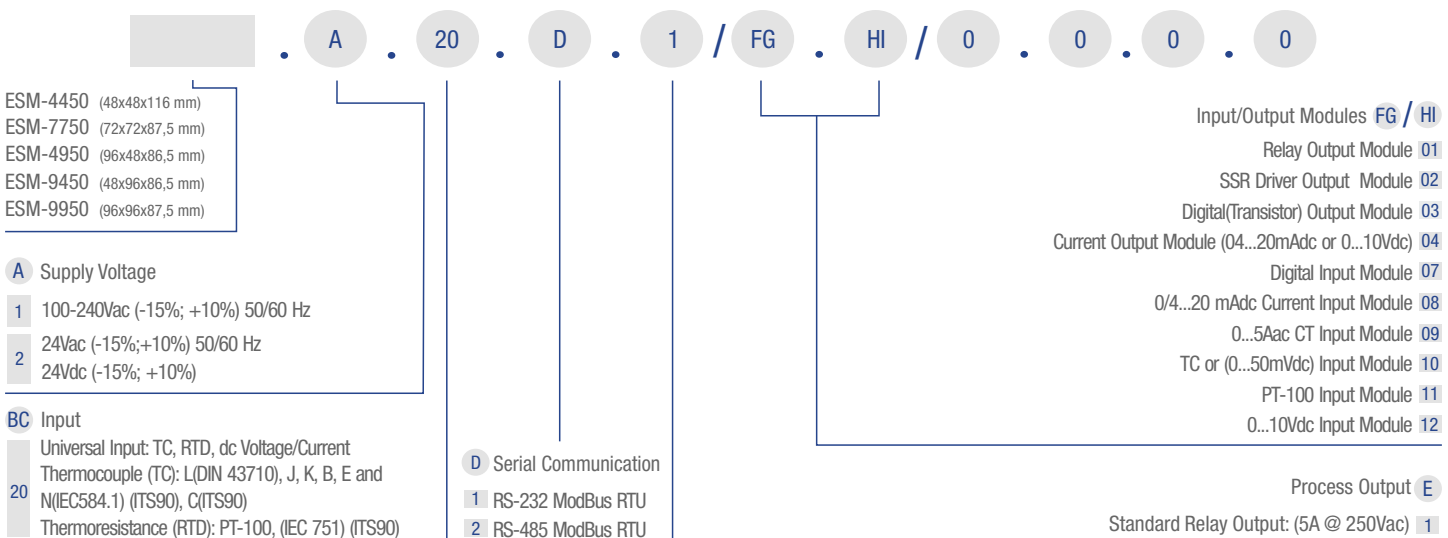 . A . 20 . D . 1 / FG . HI / 0 . 0 . 0 . 0
ESM-4450 (48x48x116 mm)
ESM-7750 (72x72x87,5 mm)
ESM-4950 (96x48x86,5 mm)
ESM-9450 (48x96x86,5 mm)
ESM-9950 (96x96x87,5 mm)
A Supply Voltage
1 100-240Vac (-15%; +10%) 50/60 Hz
2 24Vac (-15%;+10%) 50/60 Hz
24Vdc (-15%; +10%)
BC Input
20 Universal Input: TC, RTD, dc Voltage/Current
Thermocouple (TC): L(DIN 43710), J, K, B, E and
N(IEC584.1) (ITS90), C(ITS90)
Thermoresistance (RTD): PT-100, (IEC 751) (ITS90)
D Serial Communication
1 RS-232 ModBus RTU
2 RS-485 ModBus RTU
Input/Output Modules FG / HI
Relay Output Module 01
SSR Driver Output Module 02
Digital(Transistor) Output Module 03
Current Output Module (04...20mAdc or 0...10Vdc) 04
Digital Input Module 07
0/4...20 mAdc Current Input Module 08
0...5Aac CT Input Module 09
TC or (0...50mVdc) Input Module 10
PT-100 Input Module 11
0...10Vdc Input Module 12
Process Output E
Standard Relay Output: (5A @ 250Vac) 1